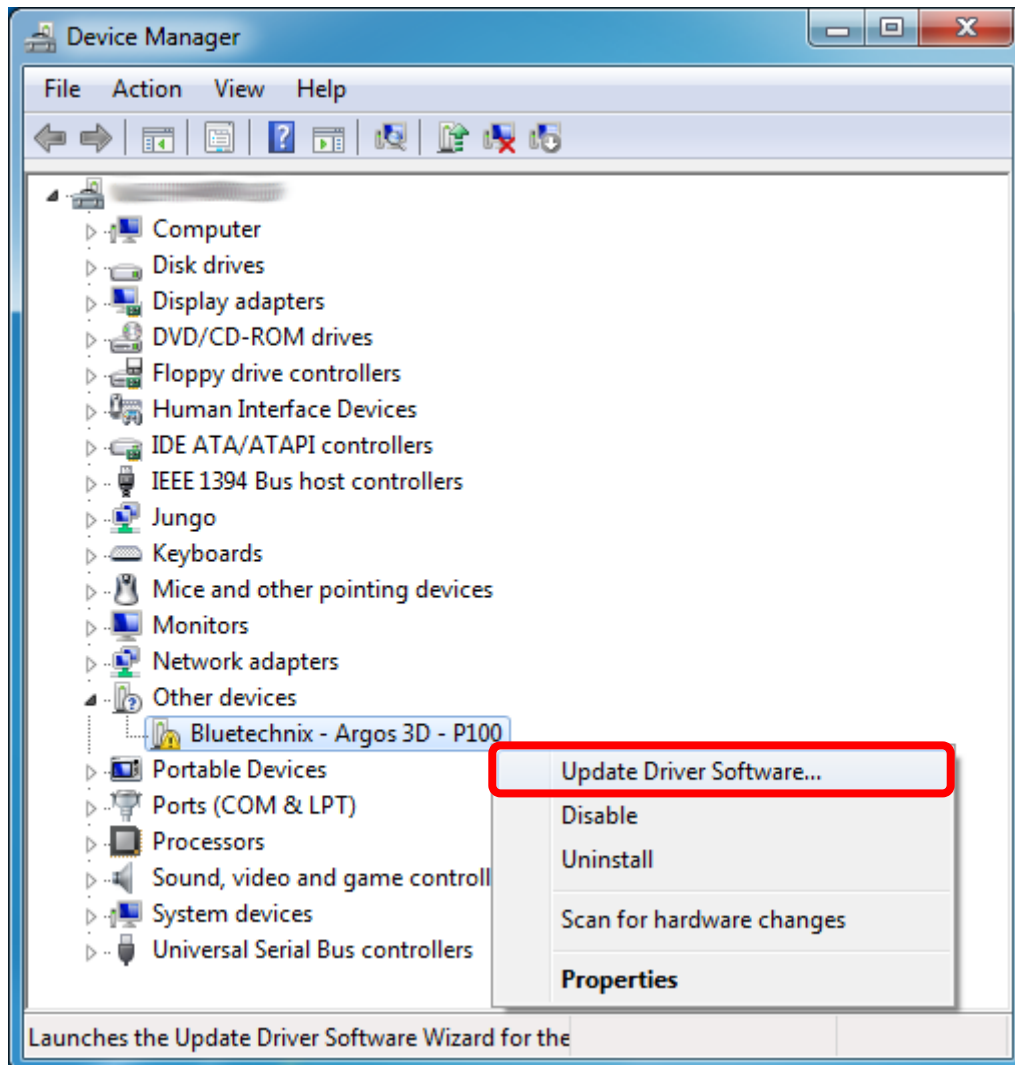 Device Manager
File Action View Help
Computer
Disk drives
Display adapters
DVD/CD-ROM drives
Floppy drive controllers
Human Interface Devices
IDE ATA/ATAPI controllers
IEEE 1394 Bus host controllers
Jungo
Keyboards
Mice and other pointing devices
Monitors
Network adapters
Other devices
Bluetechnix - Argos 3D - P100
Portable Devices
Ports (COM & LPT)
Processors
Sound, video and game controll
System devices
Universal Serial Bus controllers
Update Driver Software...
Disable
Uninstall
Scan for hardware changes
Properties
Launches the Update Driver Software Wizard for the